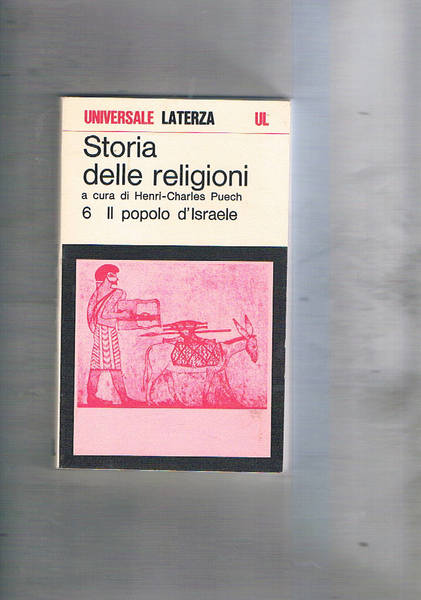 UNIVERSALE LATERZA UL
Storia
delle religioni
a cura di Henri-Charles Puech
6 Il popolo d'Israele